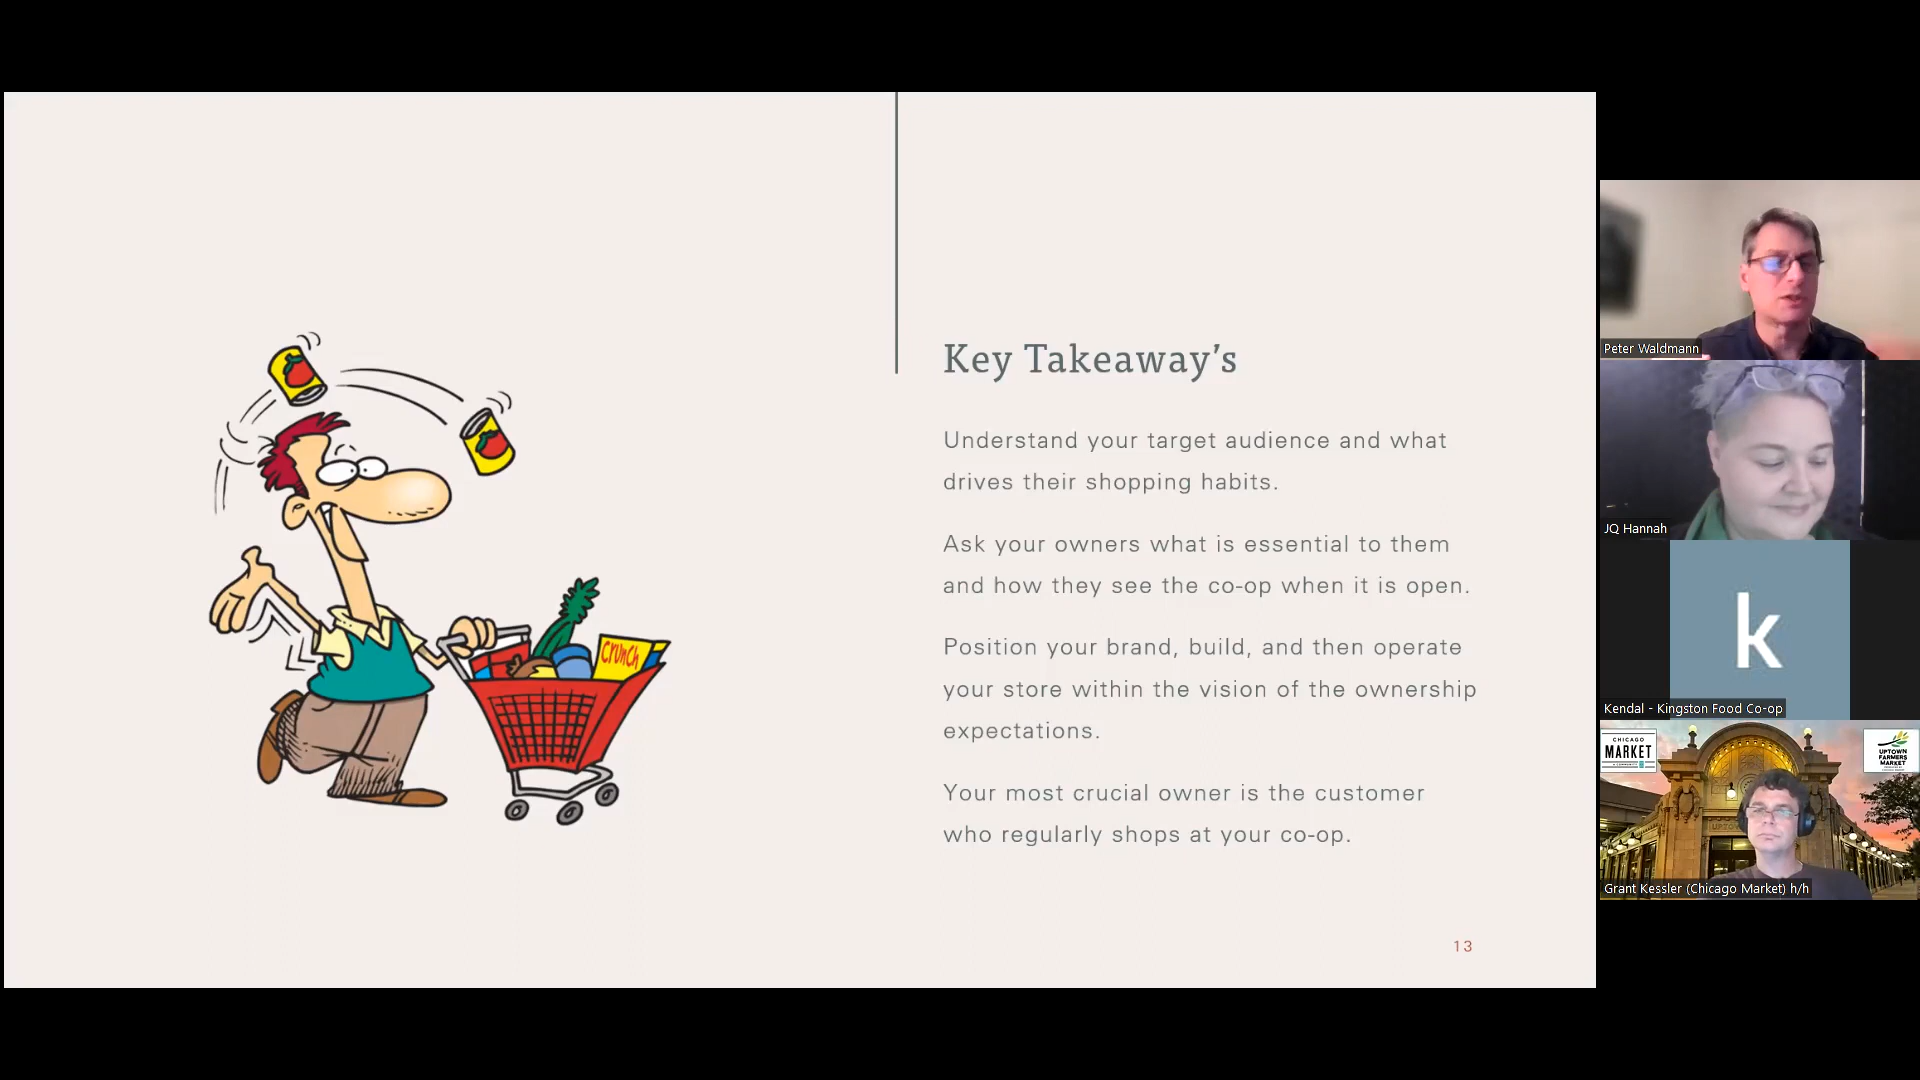 Key Takeaway's
Understand your target audience and what
drives their shopping habits.
Ask your owners what is essential to them
and how they see the co-op when it is open.
Position your brand, build, and then operate
your store within the vision of the ownership
expectations.
Your most crucial owner is the customer
who regularly shops at your co-op.
13
crunch
Peter Waldmann
JQ Hannah
k
Kendal - Kingston Food Co-op
CHICAGO
MARKET
UPTOWN
FARMERS
MARKET
Grant Kessler (Chicago Market) h/h